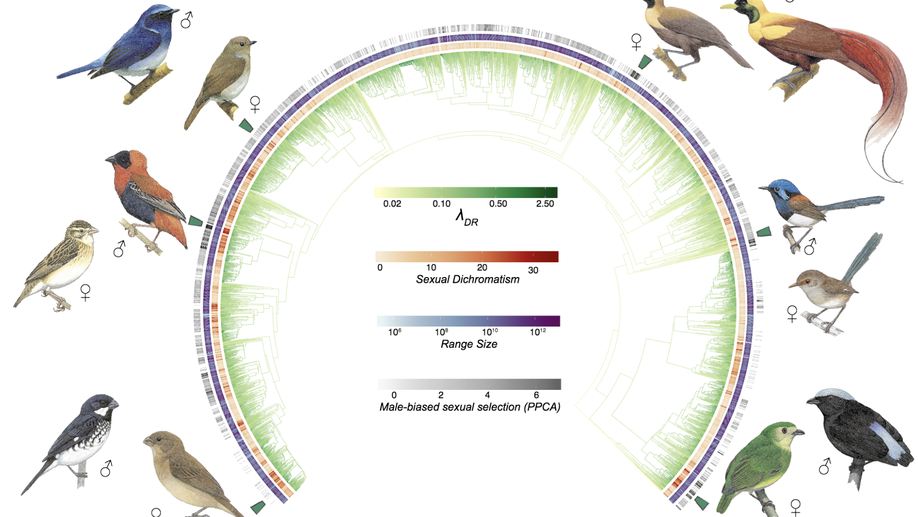 ♂
♀
♀
♂
♀
♂
♀
♂
♀
♂
♀
♂
♀
0.02 0.10 0.50 2.50
λDR
0 10 20 30
Sexual Dichromatism
10⁶ 10⁸ 10¹⁰ 10¹²
Range Size
0 2 4 6
Male-biased sexual selection (PPCA)